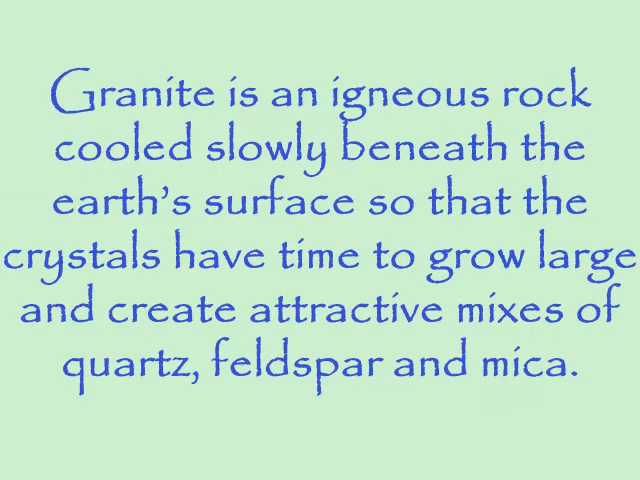 Granite is an igneous rock
cooled slowly beneath the
earth's surface so that the
crystals have time to grow large
and create attractive mixes of
quartz, feldspar and mica.